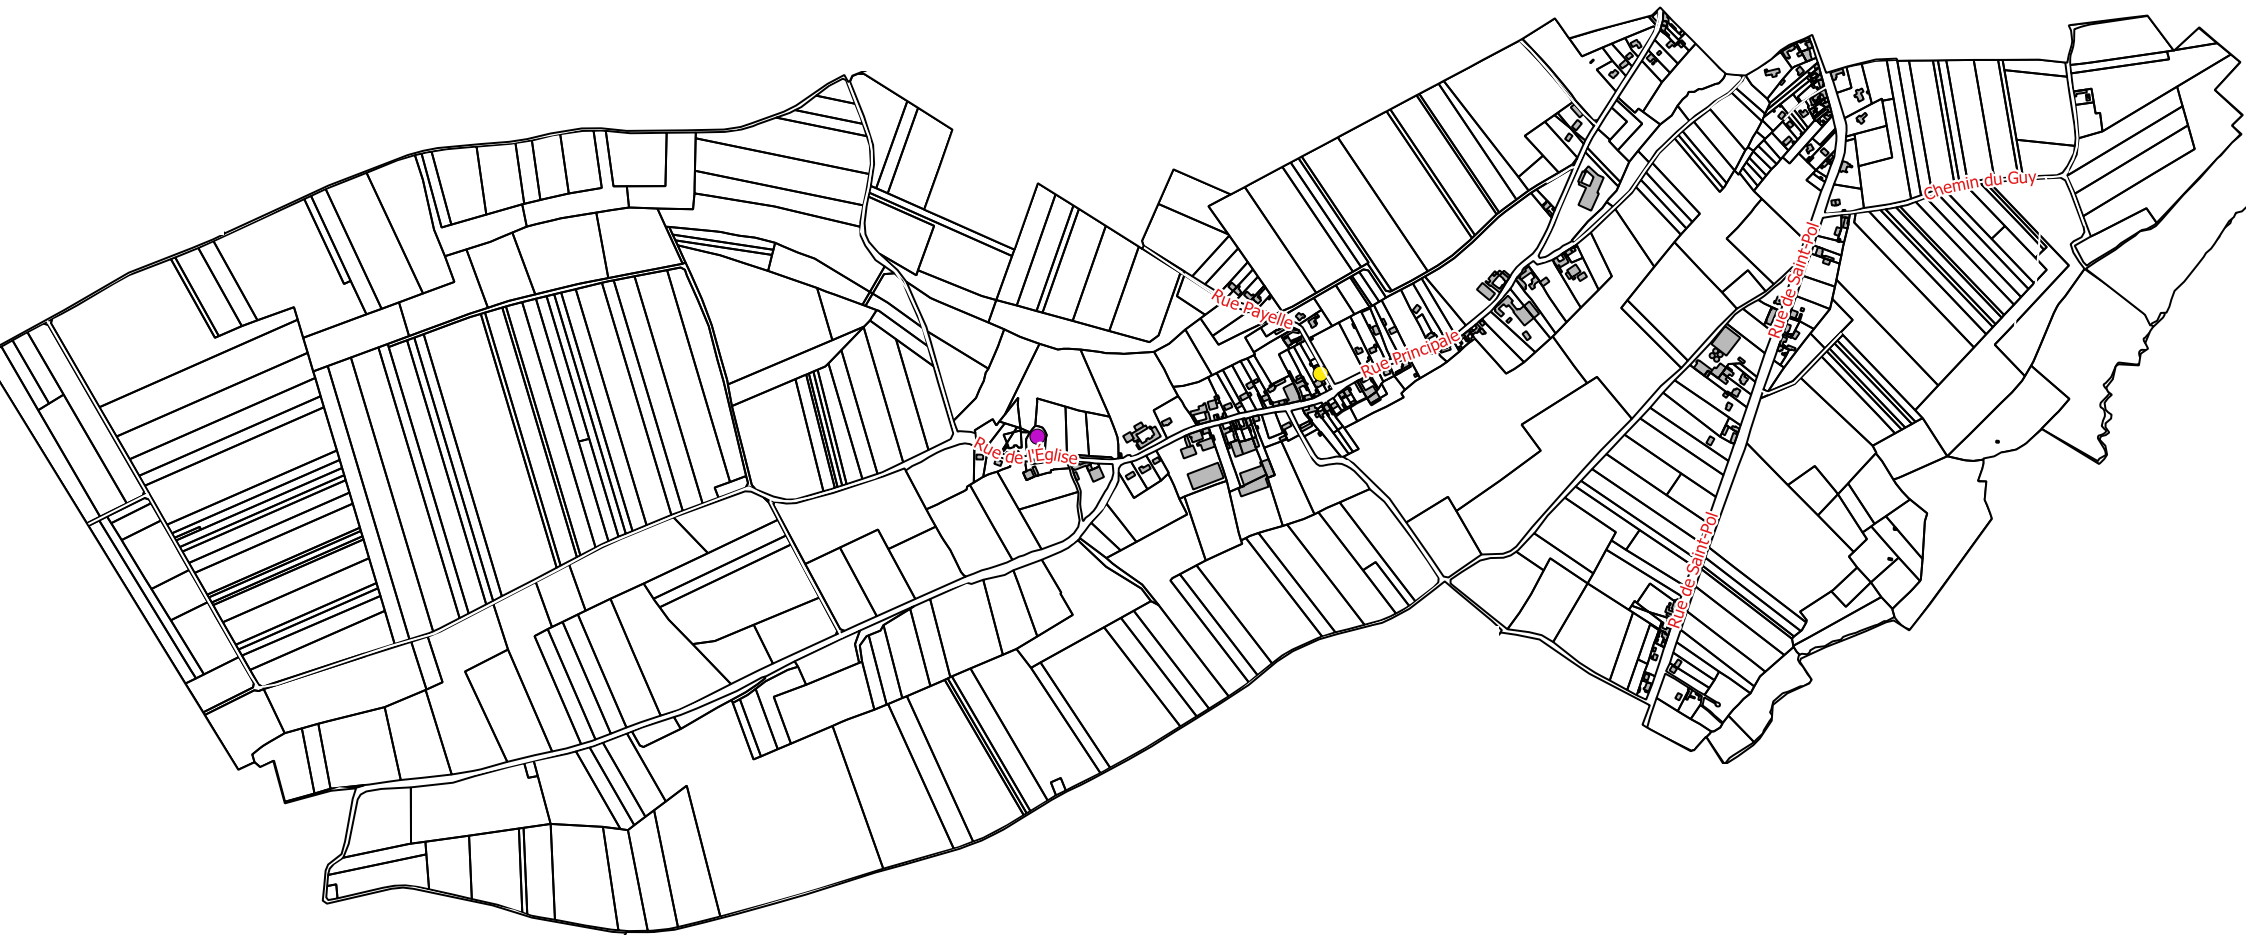 Chemin du Guy
Rue de Saint-Pol
Rue Payelle
Rue Principale
Rue de l'Église
Rue de Saint-Pol